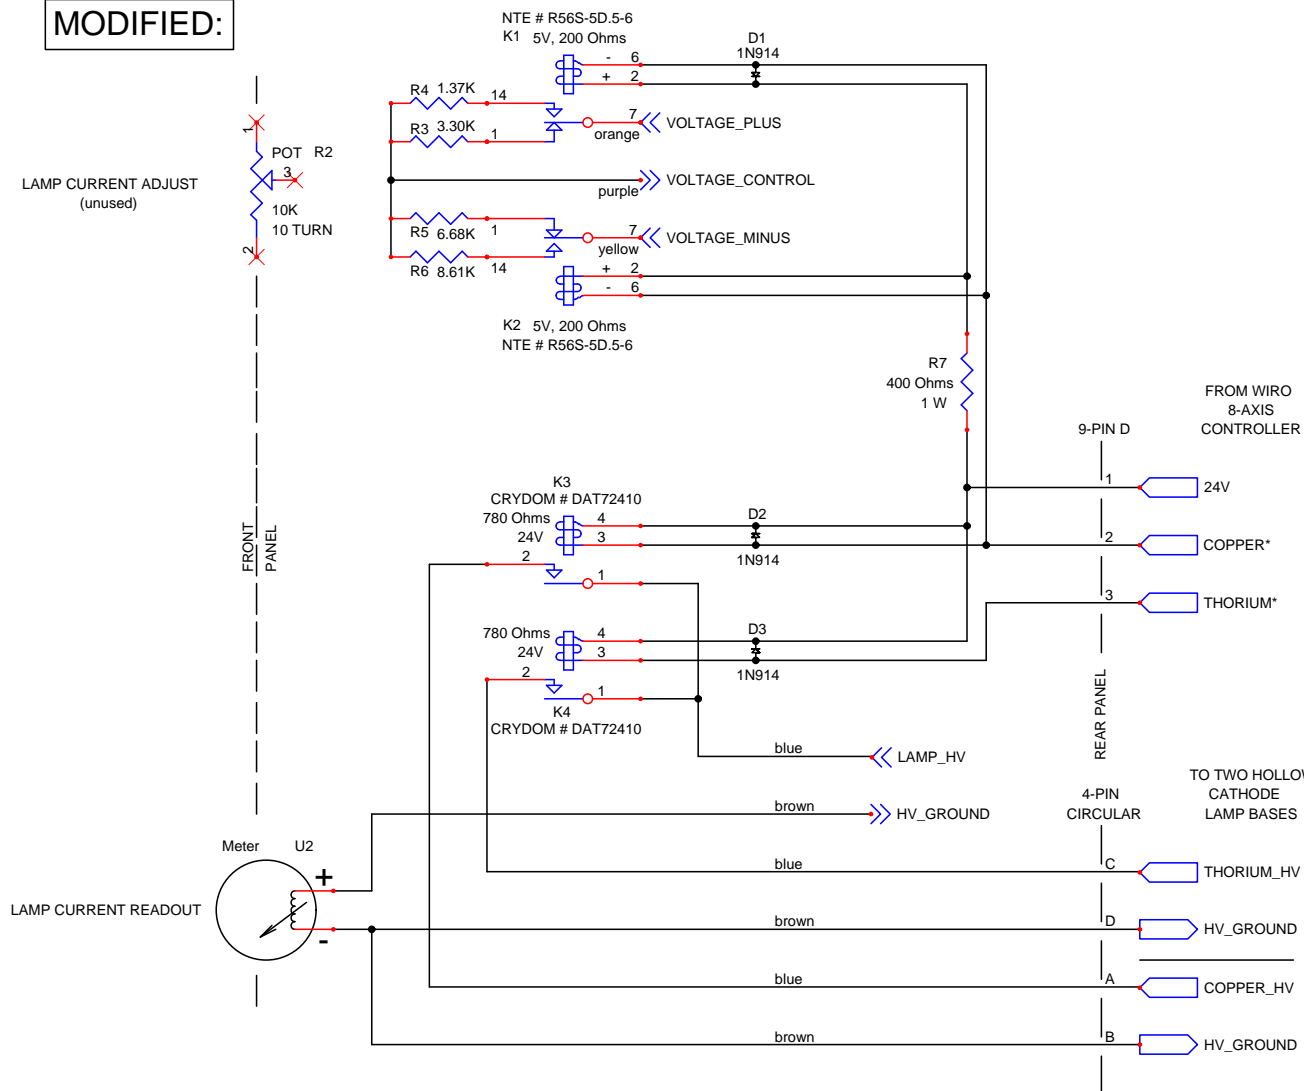 MODIFIED:
NTE # R56S-5D.5-6
K1 5V, 200 Ohms
- 6
+ 2
D1
1N914
R4 1.37K 14
R3 3.30K 1
7
orange
VOLTAGE_PLUS
purple
VOLTAGE_CONTROL
R5 6.68K 1
R6 8.61K 14
7
yellow
VOLTAGE_MINUS
+ 2
- 6
K2 5V, 200 Ohms
NTE # R56S-5D.5-6
1
POT R2
3
10K
10 TURN
2
LAMP CURRENT ADJUST
(unused)
R7
400 Ohms
1 W
FROM WIRO
8-AXIS
CONTROLLER
9-PIN D
1
24V
2
COPPER*
3
THORIUM*
K3
CRYDOM # DAT72410
780 Ohms
24V
4
3
2
1
D2
1N914
FRONT
PANEL
780 Ohms
24V
4
3
2
1
D3
1N914
K4
CRYDOM # DAT72410
REAR PANEL
blue
LAMP_HV
brown
HV_GROUND
4-PIN
CIRCULAR
TO TWO HOLLOW
CATHODE
LAMP BASES
Meter U2
+
-
LAMP CURRENT READOUT
blue
C
THORIUM_HV
brown
D
HV_GROUND
blue
A
COPPER_HV
brown
B
HV_GROUND